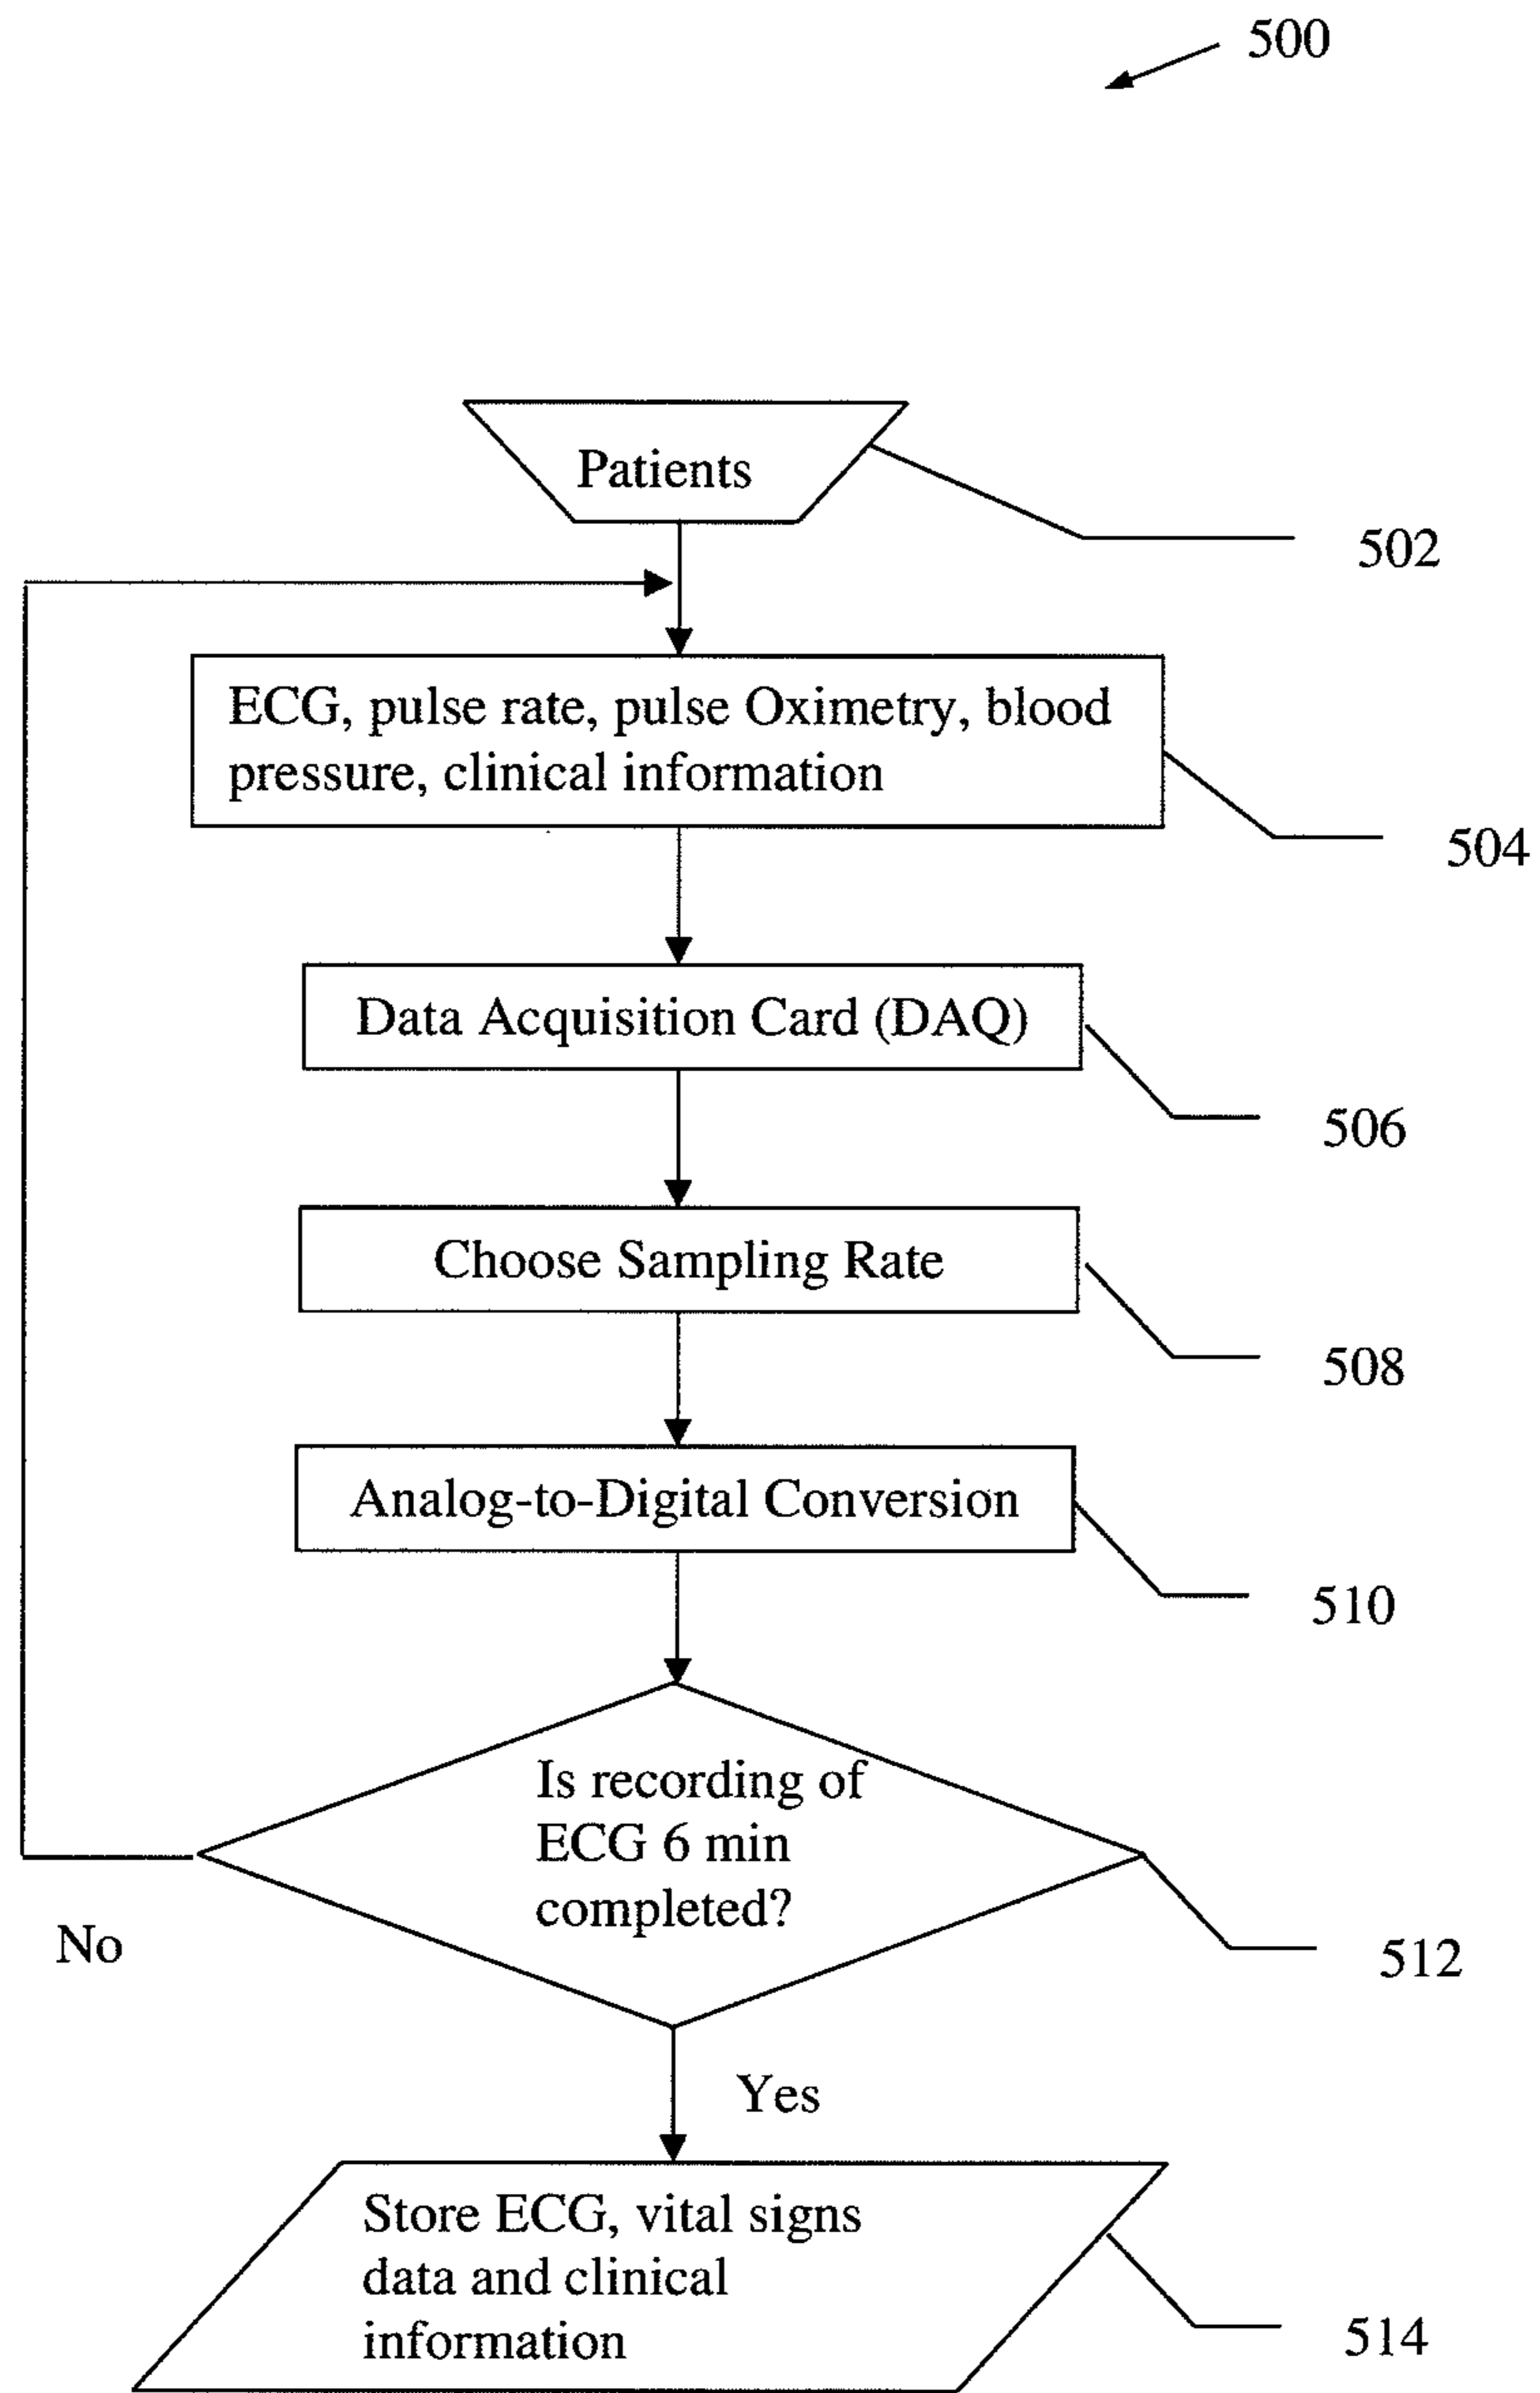 500
Patients
502
ECG, pulse rate, pulse Oximetry, blood
pressure, clinical information
504
Data Acquisition Card (DAQ)
506
Choose Sampling Rate
508
Analog-to-Digital Conversion
510
Is recording of
ECG 6 min
completed?
No
512
Yes
Store ECG, vital signs
data and clinical
information
514